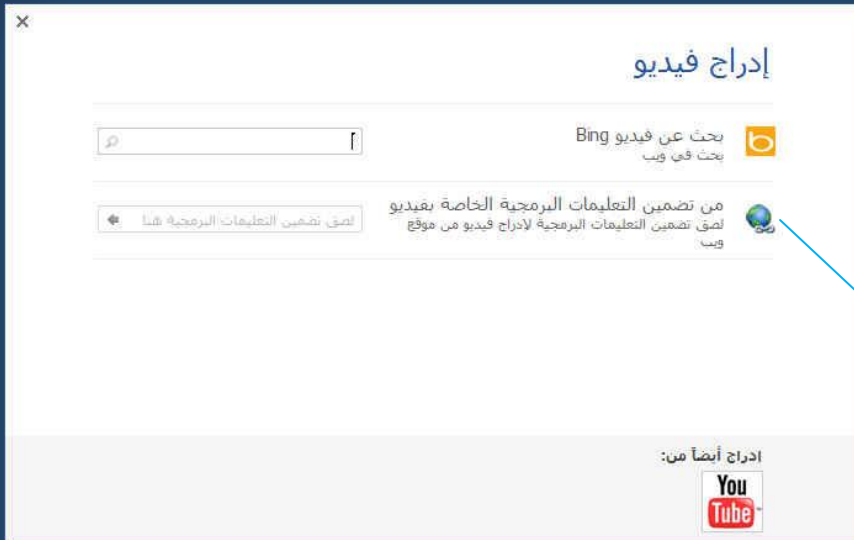 إدراج فيديو
بحث عن فيديو Bing
بحث في ويب
من تضمين التعليمات البرمجية الخاصة بفيديو
لصق تضمين التعليمات البرمجية لادراج فيديو من موقع
ويب
لصق تضمين التعليمات البرمجية هنا
إدراج أيضاً من:
You
Tube